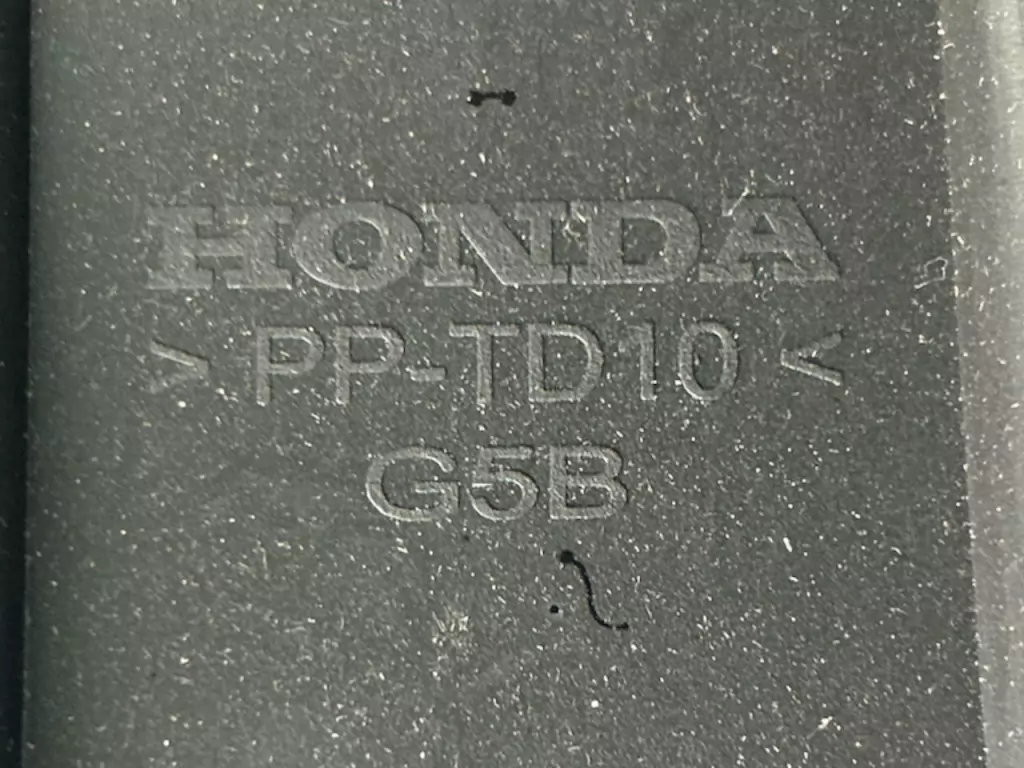 HONDA
> PP-TD10 <
G5B